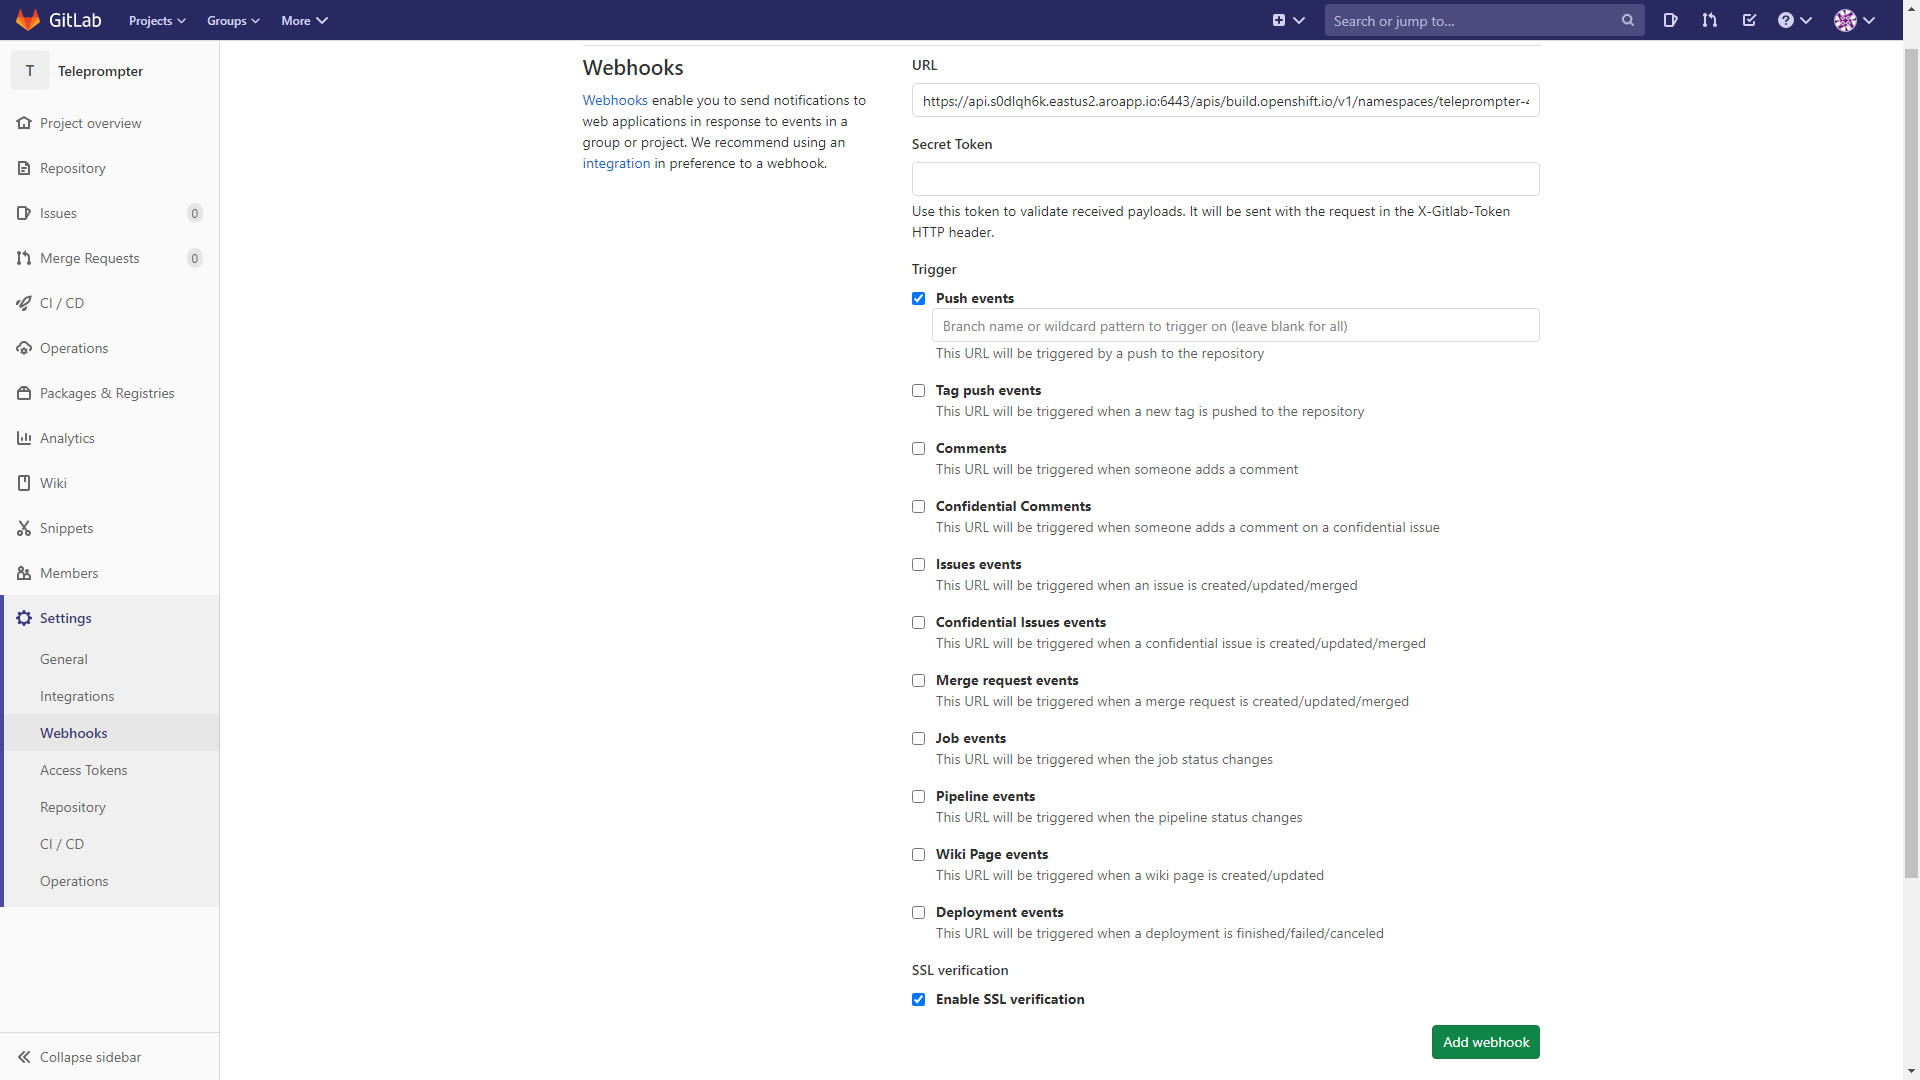 GitLab
Projects
Groups
More
Search or jump to...
T
Teleprompter
Project overview
Repository
Issues
0
Merge Requests
0
CI / CD
Operations
Packages & Registries
Analytics
Wiki
Snippets
Members
Settings
General
Integrations
Webhooks
Access Tokens
Repository
CI / CD
Operations
Collapse sidebar
Webhooks
Webhooks enable you to send notifications to
web applications in response to events in a
group or project. We recommend using an
integration in preference to a webhook.
URL
https://api.s0dlqh6k.eastus2.aroapp.io:6443/apis/build.openshift.io/v1/namespaces/teleprompter-4
Secret Token
Use this token to validate received payloads. It will be sent with the request in the X-Gitlab-Token
HTTP header.
Trigger
Push events
Branch name or wildcard pattern to trigger on (leave blank for all)
This URL will be triggered by a push to the repository
Tag push events
This URL will be triggered when a new tag is pushed to the repository
Comments
This URL will be triggered when someone adds a comment
Confidential Comments
This URL will be triggered when someone adds a comment on a confidential issue
Issues events
This URL will be triggered when an issue is created/updated/merged
Confidential Issues events
This URL will be triggered when a confidential issue is created/updated/merged
Merge request events
This URL will be triggered when a merge request is created/updated/merged
Job events
This URL will be triggered when the job status changes
Pipeline events
This URL will be triggered when the pipeline status changes
Wiki Page events
This URL will be triggered when a wiki page is created/updated
Deployment events
This URL will be triggered when a deployment is finished/failed/canceled
SSL verification
Enable SSL verification
Add webhook